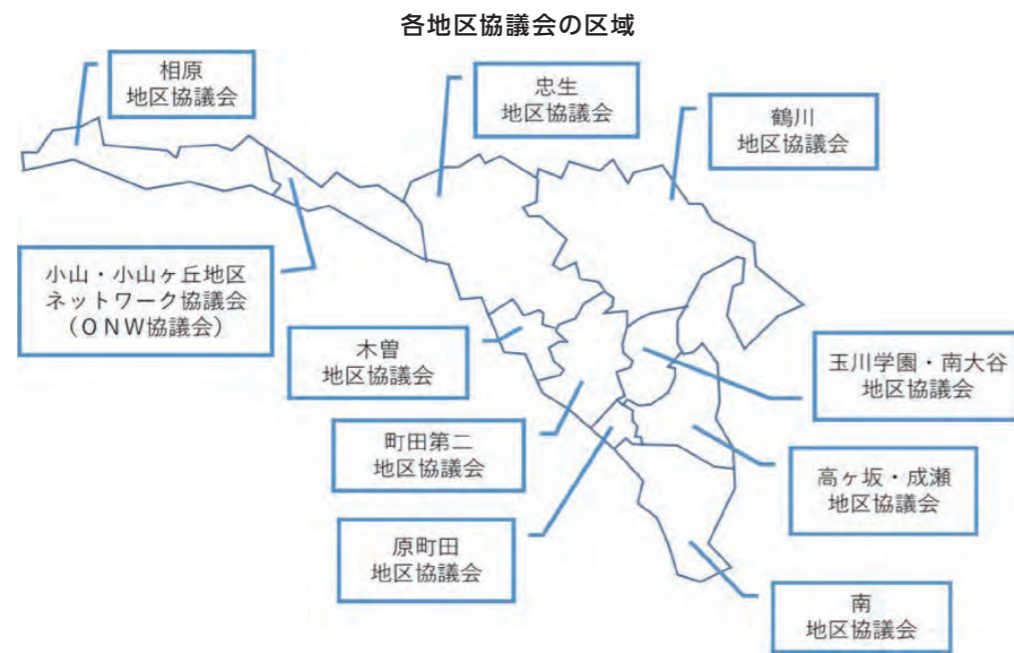 各地区協議会の区域
相原
地区協議会
忠生
地区協議会
鶴川
地区協議会
小山・小山ヶ丘地区
ネットワーク協議会
（ＯＮＷ協議会）
木曽
地区協議会
玉川学園・南大谷
地区協議会
町田第二
地区協議会
高ヶ坂・成瀬
地区協議会
原町田
地区協議会
南
地区協議会